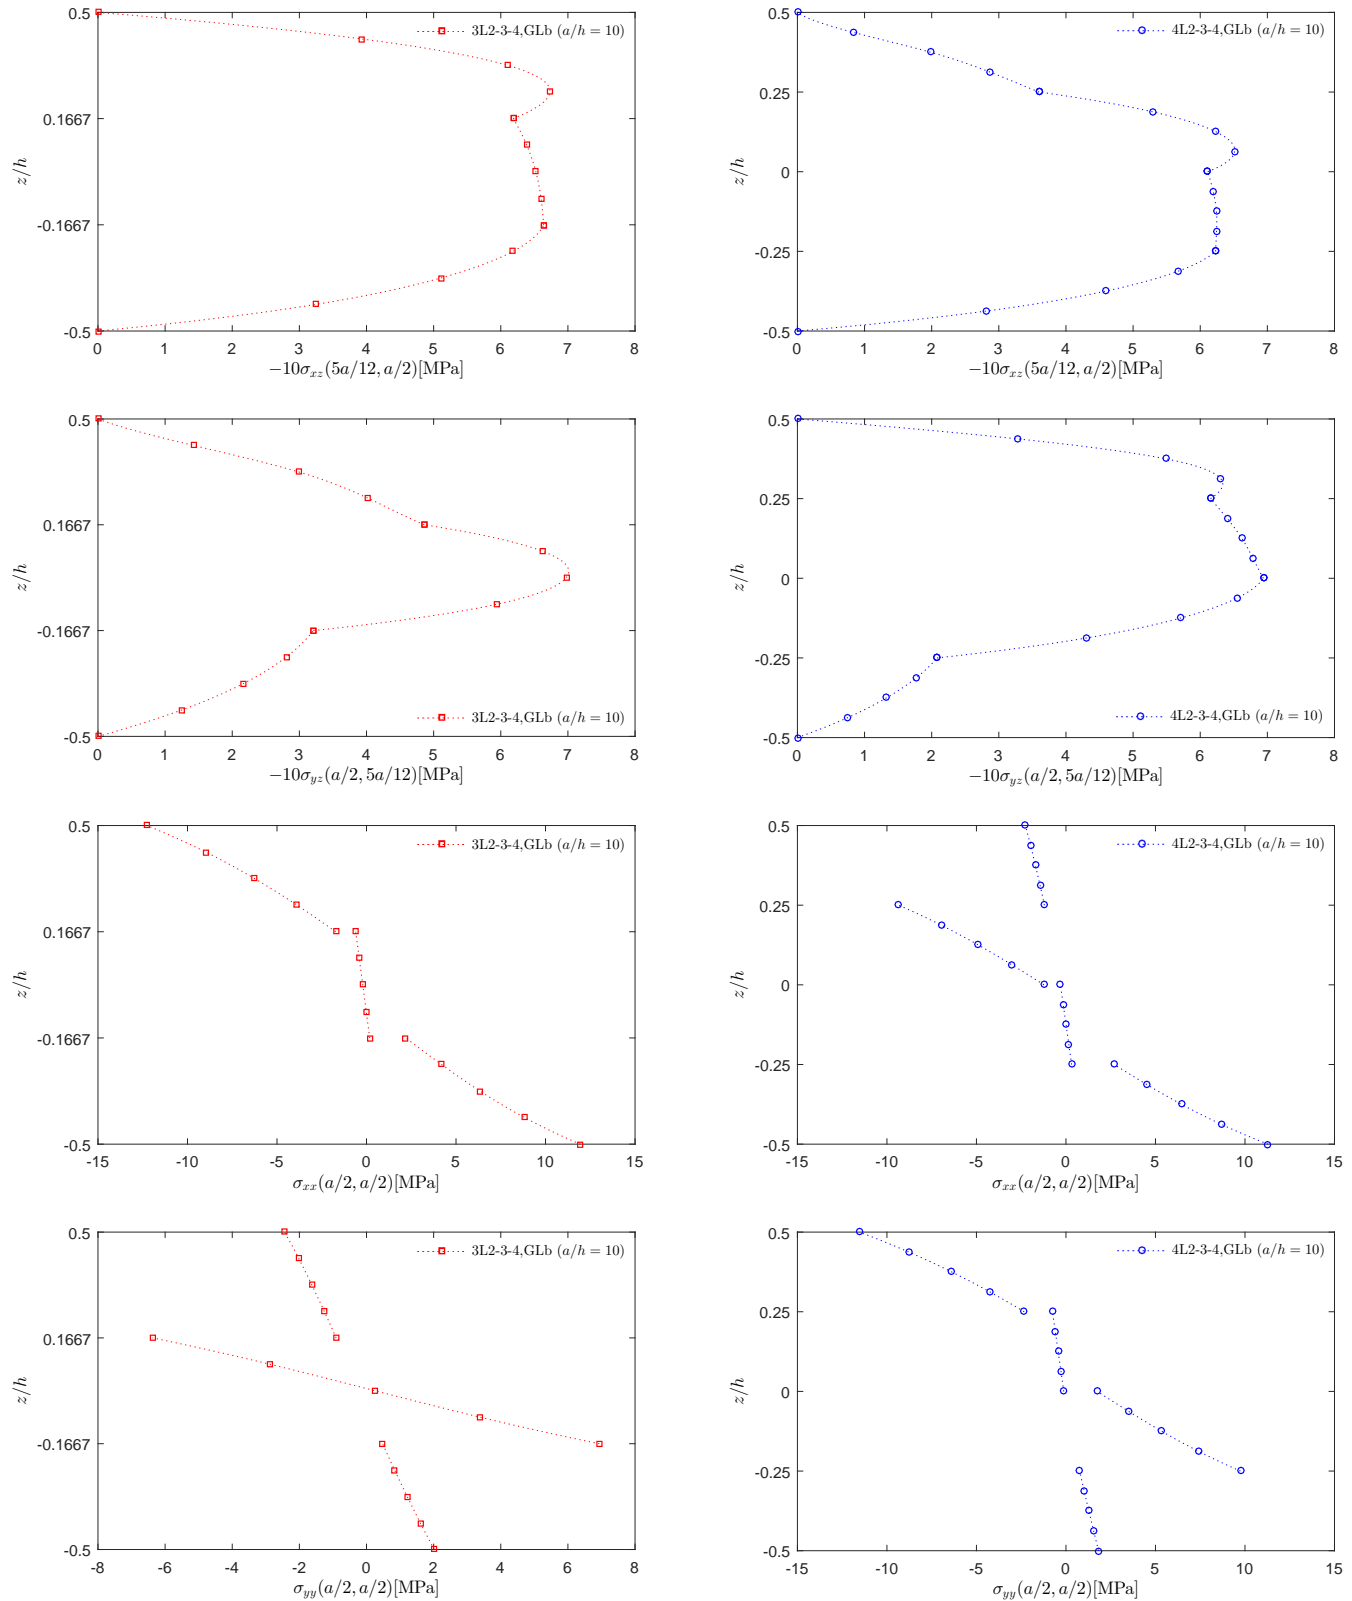 0.5
3L2-3-4,GLb (a/h = 10)
0.1667
z/h
-0.1667
-0.5
0 1 2 3 4 5 6 7 8
−10σxz(5a/12, a/2)[MPa]
0.5
4L2-3-4,GLb (a/h = 10)
0.25
z/h
0
-0.25
-0.5
0 1 2 3 4 5 6 7 8
−10σxz(5a/12, a/2)[MPa]
0.5
0.1667
z/h
-0.1667
3L2-3-4,GLb (a/h = 10)
-0.5
0 1 2 3 4 5 6 7 8
−10σyz(a/2, 5a/12)[MPa]
0.5
0.25
z/h
0
-0.25
4L2-3-4,GLb (a/h = 10)
-0.5
0 1 2 3 4 5 6 7 8
−10σyz(a/2, 5a/12)[MPa]
0.5
3L2-3-4,GLb (a/h = 10)
0.1667
z/h
-0.1667
-0.5
-15 -10 -5 0 5 10 15
σxx(a/2, a/2)[MPa]
0.5
4L2-3-4,GLb (a/h = 10)
0.25
z/h
0
-0.25
-0.5
-15 -10 -5 0 5 10 15
σxx(a/2, a/2)[MPa]
0.5
3L2-3-4,GLb (a/h = 10)
0.1667
z/h
-0.1667
-0.5
-8 -6 -4 -2 0 2 4 6 8
σyy(a/2, a/2)[MPa]
0.5
4L2-3-4,GLb (a/h = 10)
0.25
z/h
0
-0.25
-0.5
-15 -10 -5 0 5 10 15
σyy(a/2, a/2)[MPa]